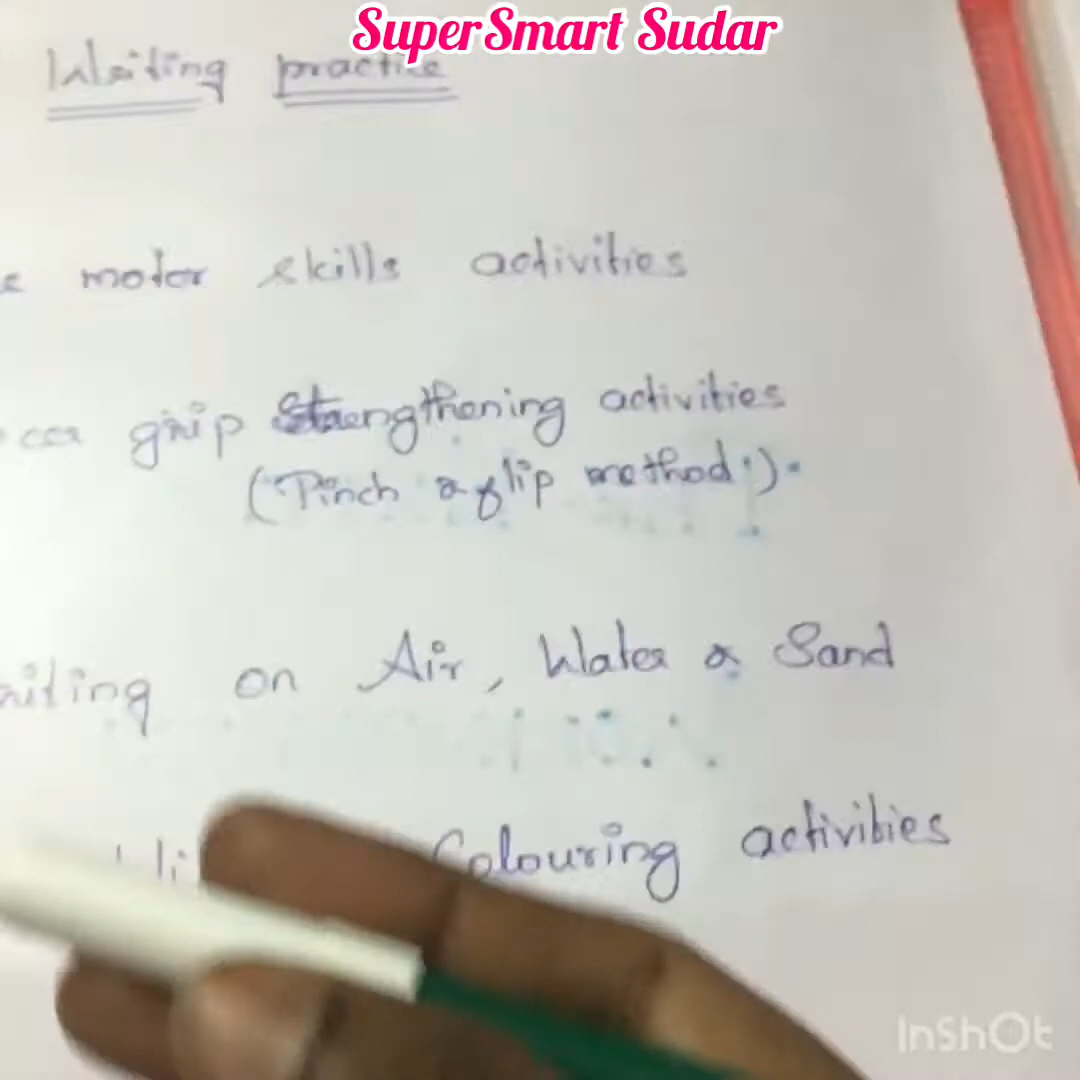 SuperSmart Sudar
Writing practice
motor skills activities
grip Strengthening activities
(Pinch & flip method).
on Air, Water & Sand
Colouring activities
InShOt